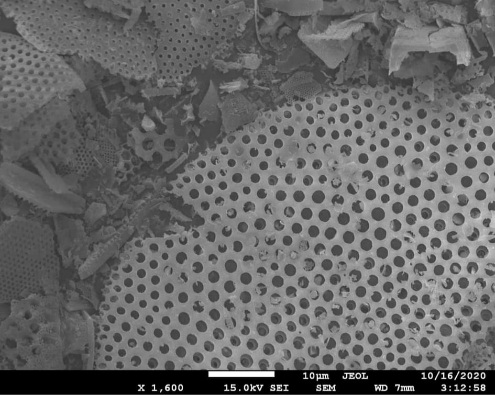 10µm JEOL 10/16/2020
X 1,600 15.0kV SEI SEM WD 7mm 3:12:58